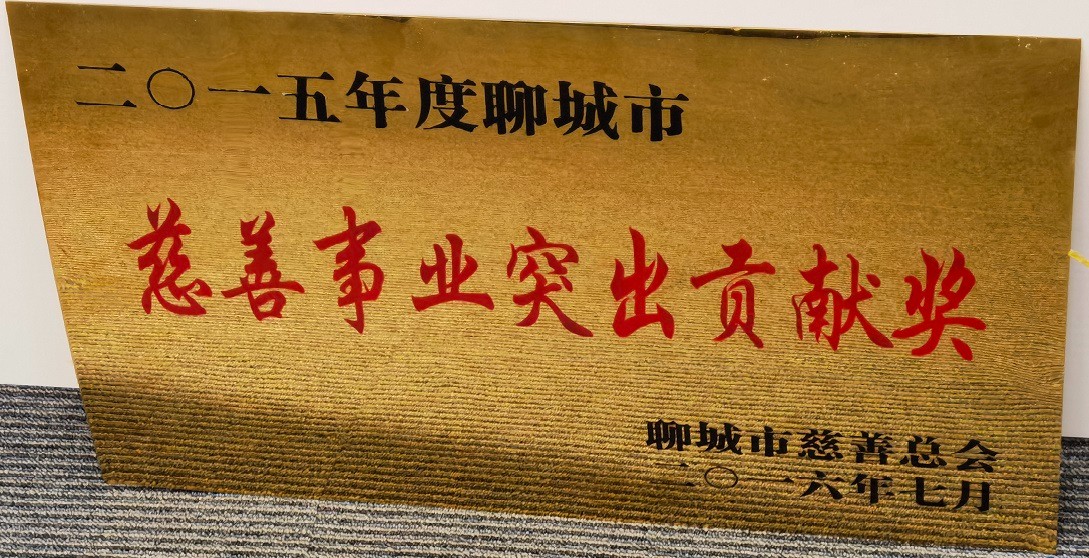 二〇一五年度聊城市
慈善事业突出贡献奖
聊城市慈善总会
二〇一六年七月